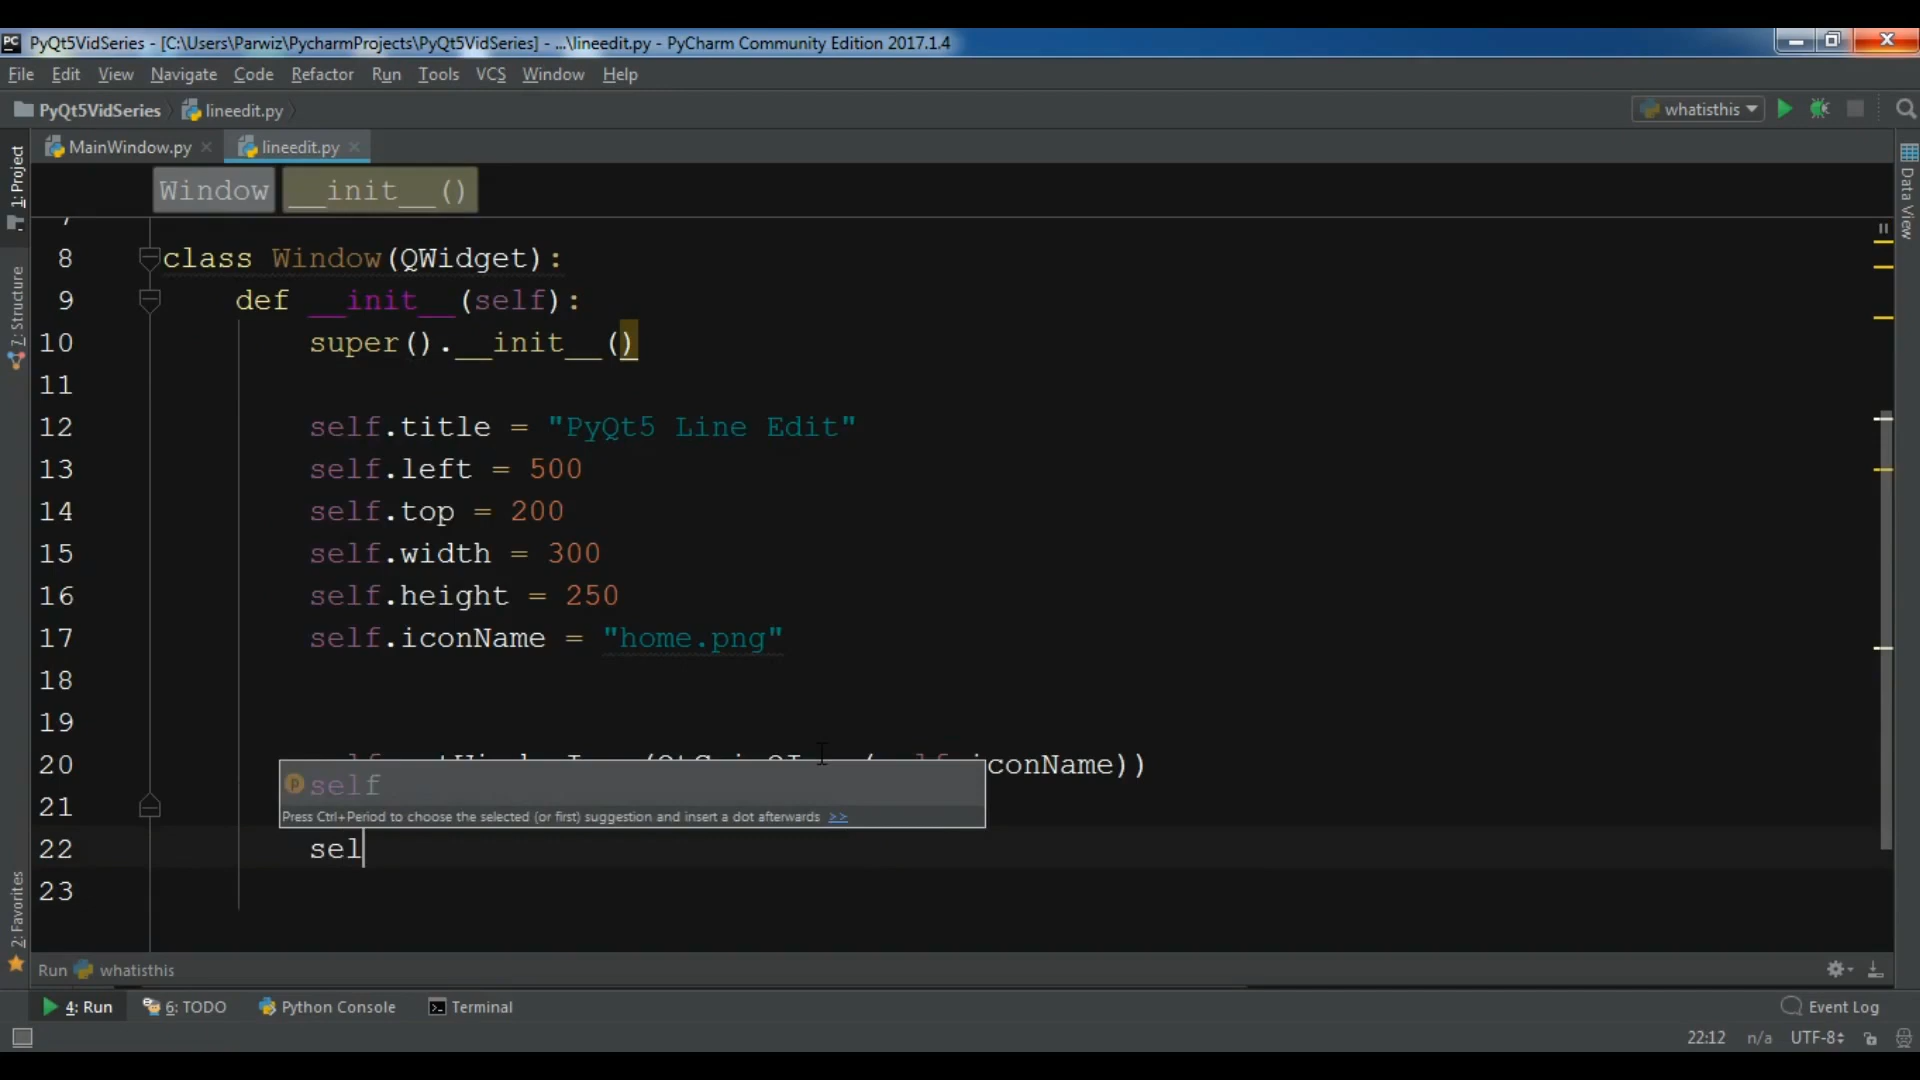 PyQt5VidSeries - [C:\Users\Parwiz\PycharmProjects\PyQt5VidSeries] - ...\lineedit.py - PyCharm Community Edition 2017.1.4
File Edit View Navigate Code Refactor Run Tools VCS Window Help
PyQt5VidSeries lineedit.py whatisthis
MainWindow.py lineedit.py
Window __init__()
1: Project
7: Structure
2: Favorites
Data View
8 class Window(QWidget):
9 def __init__(self):
10 super().__init__()
11
12 self.title = "PyQt5 Line Edit"
13 self.left = 500
14 self.top = 200
15 self.width = 300
16 self.height = 250
17 self.iconName = "home.png"
18
19
20 conName))
self
21
Press Ctrl+Period to choose the selected (or first) suggestion and insert a dot afterwards >>
22 sel
23
Run whatisthis
4: Run 6: TODO Python Console Terminal Event Log
22:12 n/a UTF-8